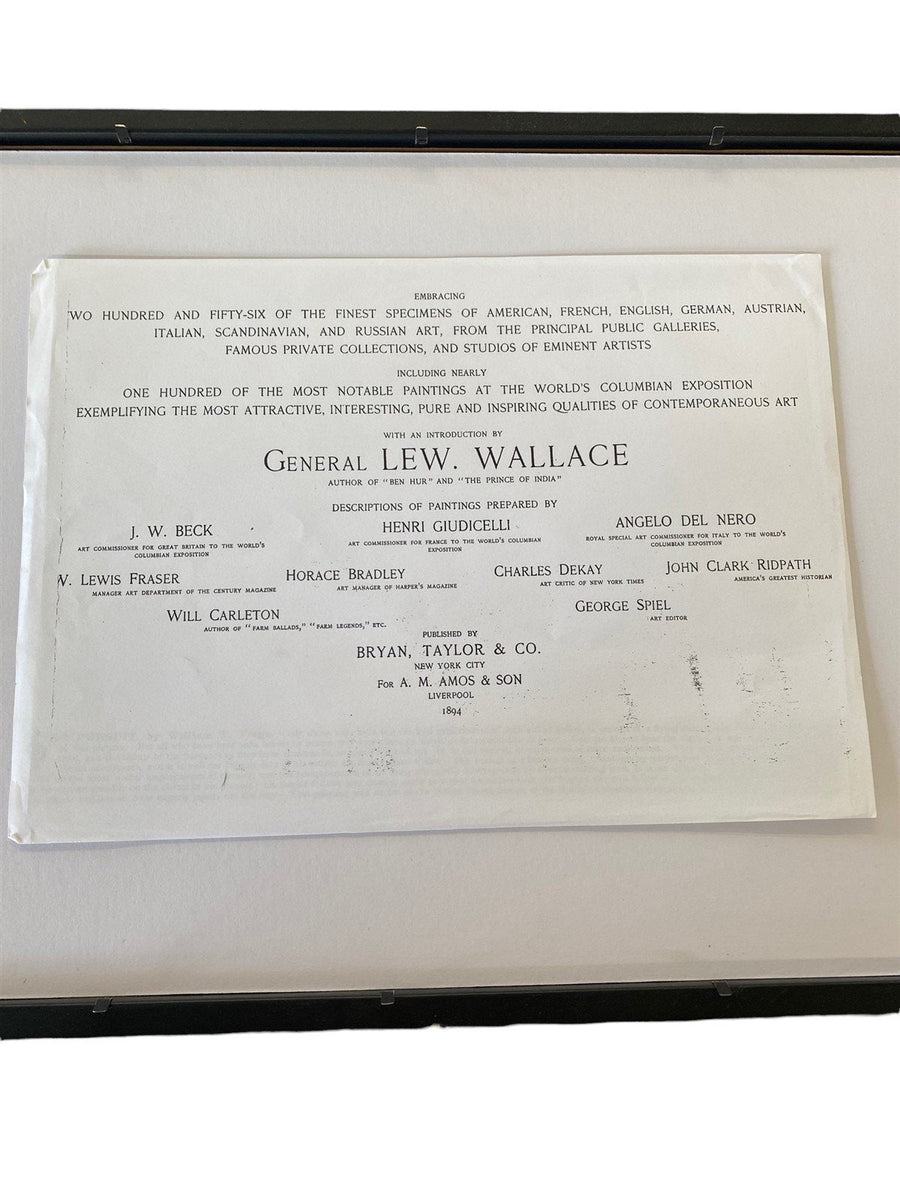 EMBRACING
WO HUNDRED AND FIFTY-SIX OF THE FINEST SPECIMENS OF AMERICAN, FRENCH, ENGLISH, GERMAN, AUSTRIAN,
ITALIAN, SCANDINAVIAN, AND RUSSIAN ART, FROM THE PRINCIPAL PUBLIC GALLERIES,
FAMOUS PRIVATE COLLECTIONS, AND STUDIOS OF EMINENT ARTISTS
INCLUDING NEARLY
ONE HUNDRED OF THE MOST NOTABLE PAINTINGS AT THE WORLD'S COLUMBIAN EXPOSITION
EXEMPLIFYING THE MOST ATTRACTIVE, INTERESTING, PURE AND INSPIRING QUALITIES OF CONTEMPORANEOUS ART
WITH AN INTRODUCTION BY
GENERAL LEW. WALLACE
AUTHOR OF "BEN HUR" AND "THE PRINCE OF INDIA"
DESCRIPTIONS OF PAINTINGS PREPARED BY
J. W. BECK
ART COMMISSIONER FOR GREAT BRITAIN TO THE WORLD'S
COLUMBIAN EXPOSITION
HENRI GIUDICELLI
ART COMMISSIONER FOR FRANCE TO THE WORLD'S COLUMBIAN
EXPOSITION
ANGELO DEL NERO
ROYAL SPECIAL ART COMMISSIONER FOR ITALY TO THE WORLD'S
COLUMBIAN EXPOSITION
W. LEWIS FRASER
MANAGER ART DEPARTMENT OF THE CENTURY MAGAZINE
HORACE BRADLEY
ART MANAGER OF HARPER'S MAGAZINE
CHARLES DEKAY
ART CRITIC OF NEW YORK TIMES
JOHN CLARK RIDPATH
AMERICA'S GREATEST HISTORIAN
WILL CARLETON
AUTHOR OF "FARM BALLADS," "FARM LEGENDS," ETC.
GEORGE SPIEL
ART EDITOR
PUBLISHED BY
BRYAN, TAYLOR & CO.
NEW YORK CITY
FOR A. M. AMOS & SON
LIVERPOOL
1894